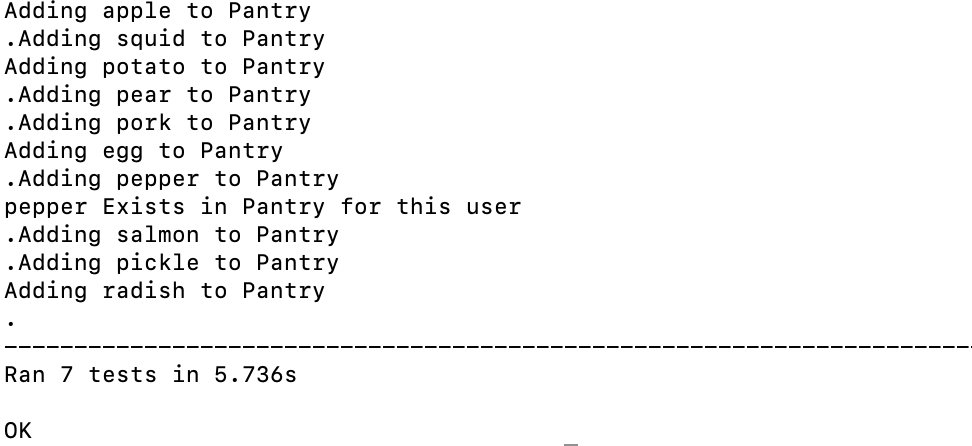 Adding apple to Pantry
.Adding squid to Pantry
Adding potato to Pantry
.Adding pear to Pantry
.Adding pork to Pantry
Adding egg to Pantry
.Adding pepper to Pantry
pepper Exists in Pantry for this user
.Adding salmon to Pantry
.Adding pickle to Pantry
Adding radish to Pantry
.
----------------------------------------------------------------------
Ran 7 tests in 5.736s
OK